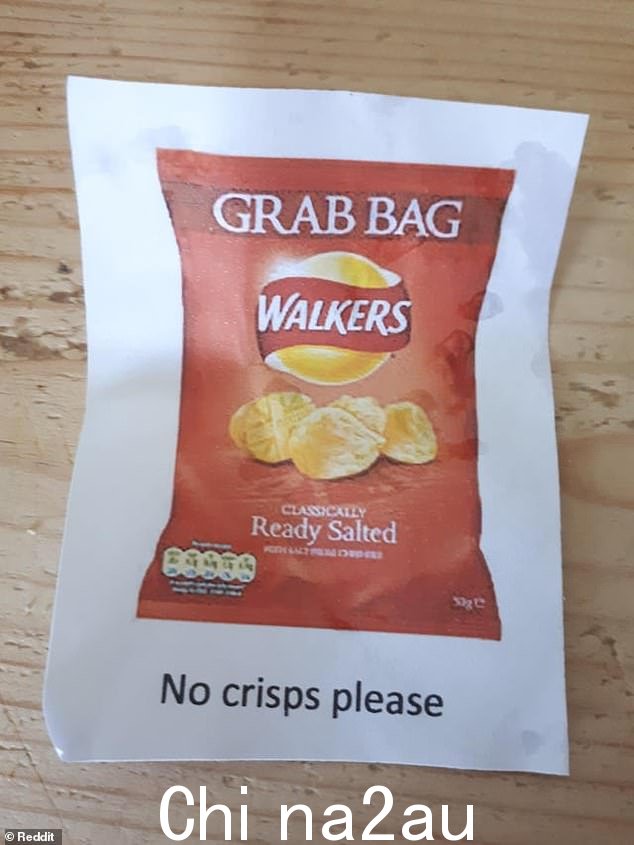 GRAB BAG
WALKERS
CLASSICALLY
Ready Salted
No crisps please
Chi na2au
© Reddit